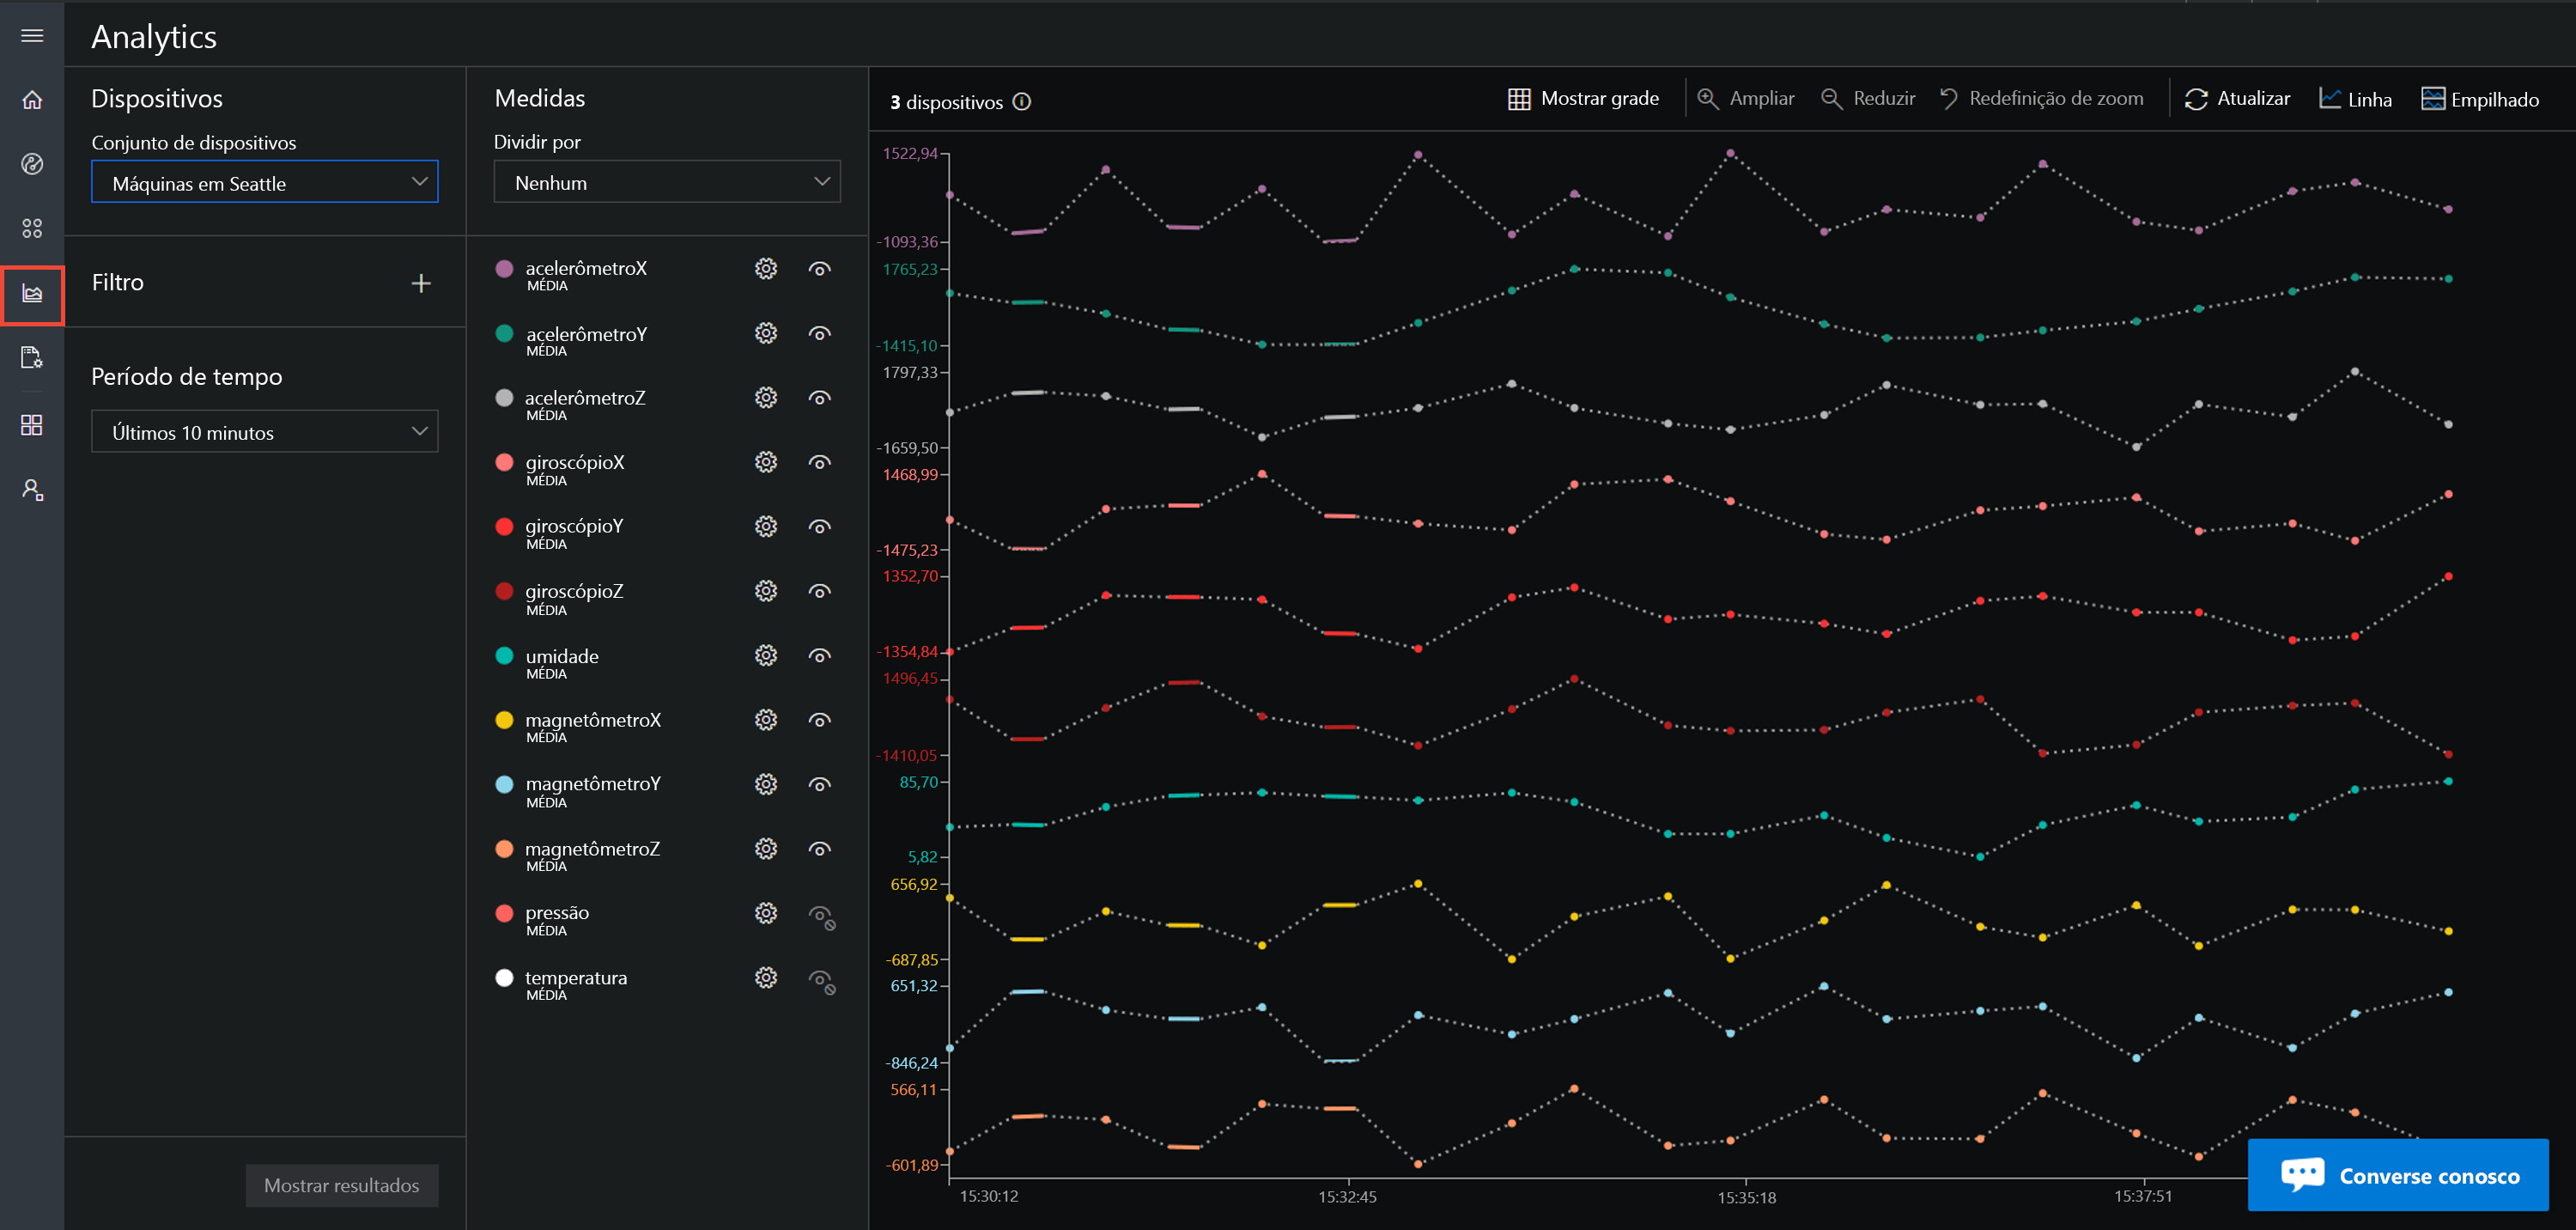 Analytics
Dispositivos
Conjunto de dispositivos
Máquinas em Seattle
Filtro
Período de tempo
Últimos 10 minutos
Mostrar resultados
Medidas
Dividir por
Nenhum
acelerômetroX
MÉDIA
acelerômetroY
MÉDIA
acelerômetroZ
MÉDIA
giroscópioX
MÉDIA
giroscópioY
MÉDIA
giroscópioZ
MÉDIA
umidade
MÉDIA
magnetômetroX
MÉDIA
magnetômetroY
MÉDIA
magnetômetroZ
MÉDIA
pressão
MÉDIA
temperatura
MÉDIA
3 dispositivos
Mostrar grade
Ampliar
Reduzir
Redefinição de zoom
Atualizar
Linha
Empilhado
1522,94
-1093,36
1765,23
-1415,10
1797,33
-1659,50
1468,99
-1475,23
1352,70
-1354,84
1496,45
-1410,05
85,70
5,82
656,92
-687,85
651,32
-846,24
566,11
-601,89
15:30:12
15:32:45
15:35:18
15:37:51
Converse conosco